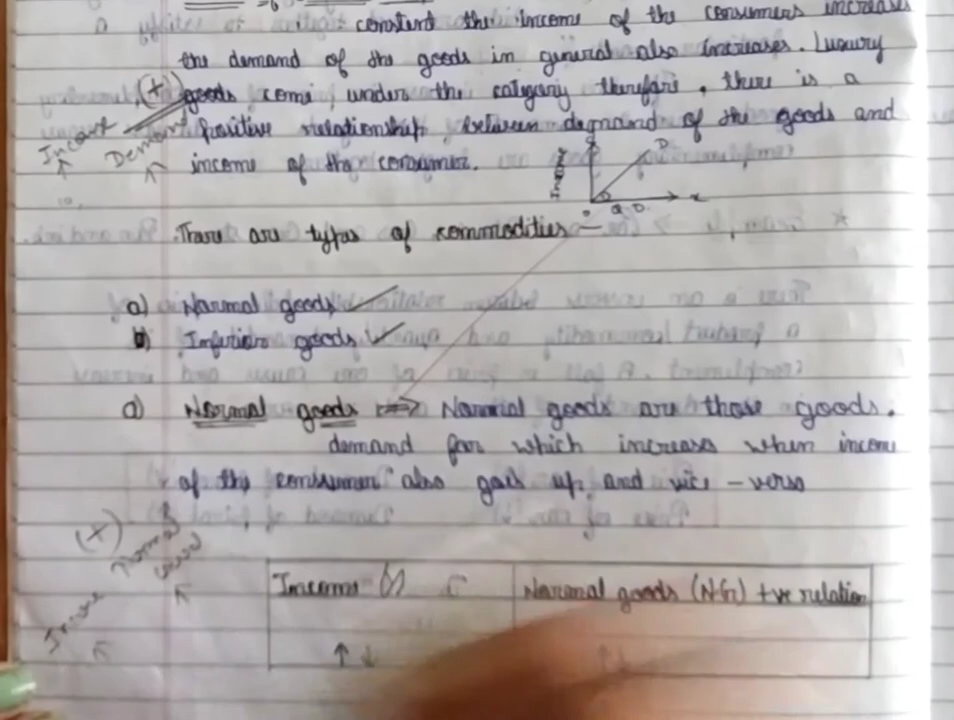 constant the income of the consumers increases
the demand of the goods in general also increases. Luxury
(+) goods come under the category therefore, there is a
Income ↑ Demand ↑
positive relationship between demand of the goods and
income of the consumer.
D
x
o Q.D.
There are types of commodities –
a) Normal goods ✓
b) Inferior goods ✓
a) Normal goods => Normal goods are those goods.
demand for which increases when income
of the consumer also goes up and vice-versa
(+)
Normal
Income (Y)
Normal goods (NG) +ve relation
↑ ↓
↑ ↓